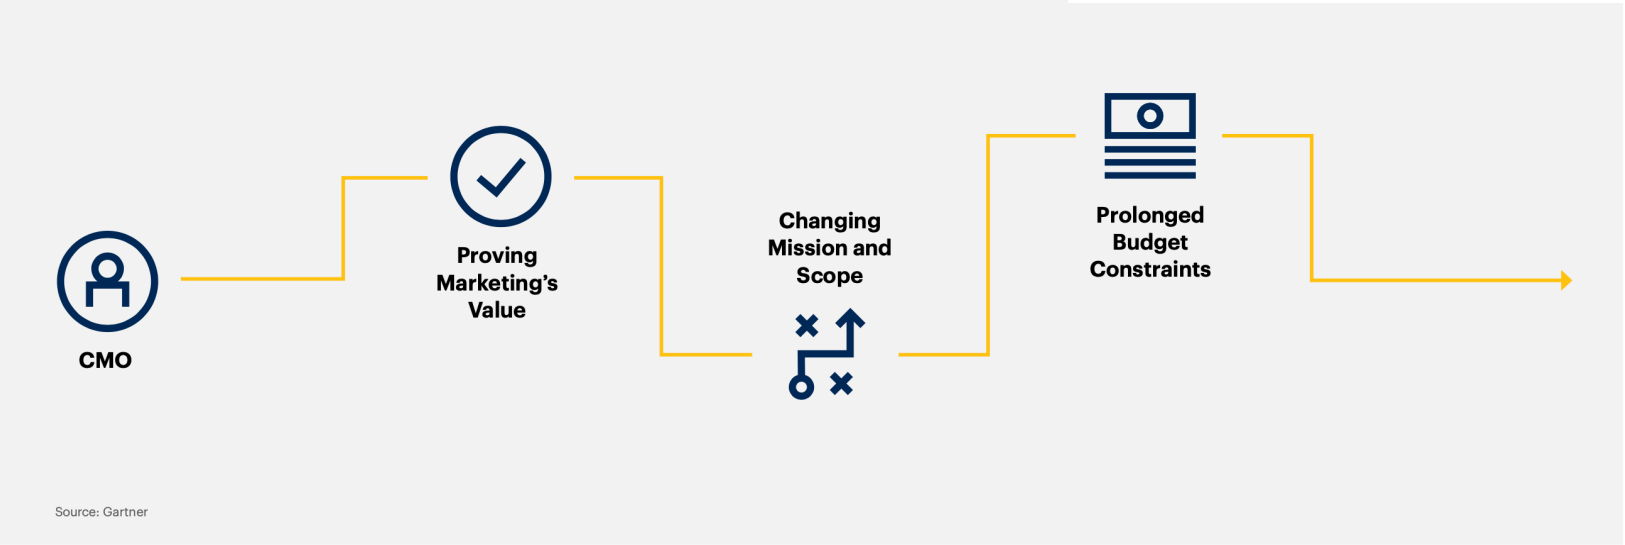 CMO
Proving
Marketing’s
Value
Changing
Mission and
Scope
Prolonged
Budget
Constraints
Source: Gartner